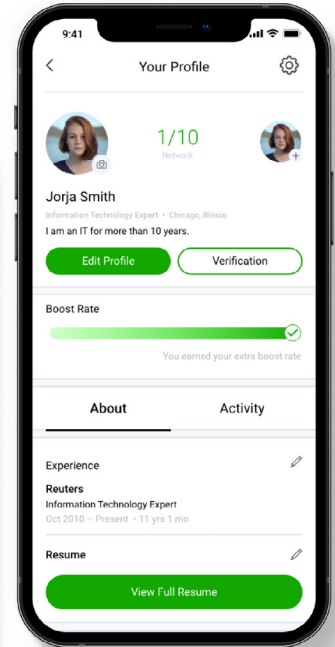 9:41
Your Profile
1/10
Network
Jorja Smith
Information Technology Expert • Chicago, Illinois
I am an IT for more than 10 years.
Edit Profile
Verification
Boost Rate
You earned your extra boost rate
About
Activity
Experience
Reuters
Information Technology Expert
Oct 2010 – Present • 11 yrs 1 mo
Resume
View Full Resume